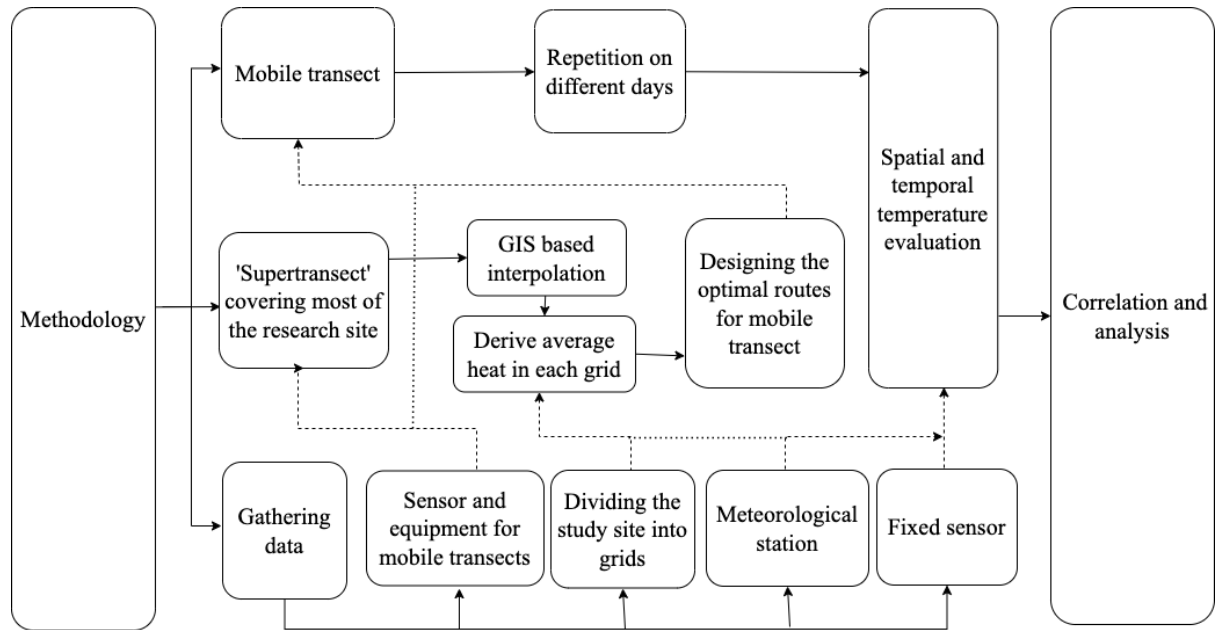 Methodology
Mobile transect
Repetition on
different days
Spatial and
temporal
temperature
evaluation
Correlation and
analysis
'Supertransect'
covering most of
the research site
GIS based
interpolation
Derive average
heat in each grid
Designing the
optimal routes
for mobile
transect
Gathering
data
Sensor and
equipment for
mobile transects
Dividing the
study site into
grids
Meteorological
station
Fixed sensor